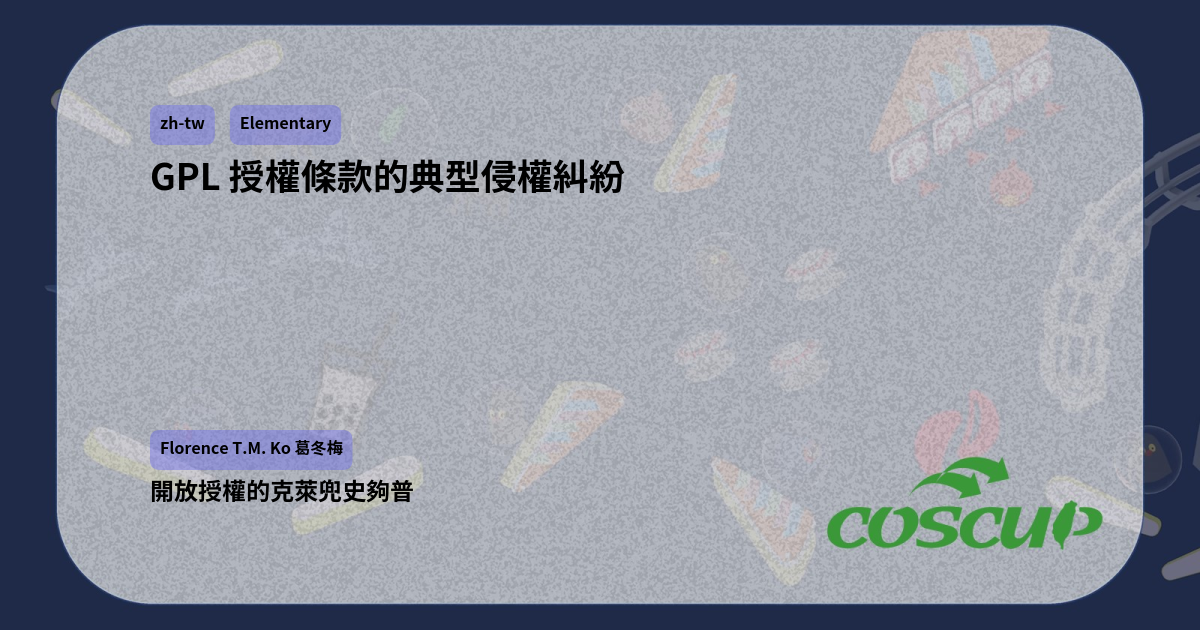 zh-tw Elementary
GPL 授權條款的典型侵權糾紛
Florence T.M. Ko 葛冬梅
開放授權的克萊兜史夠普
COSCUP